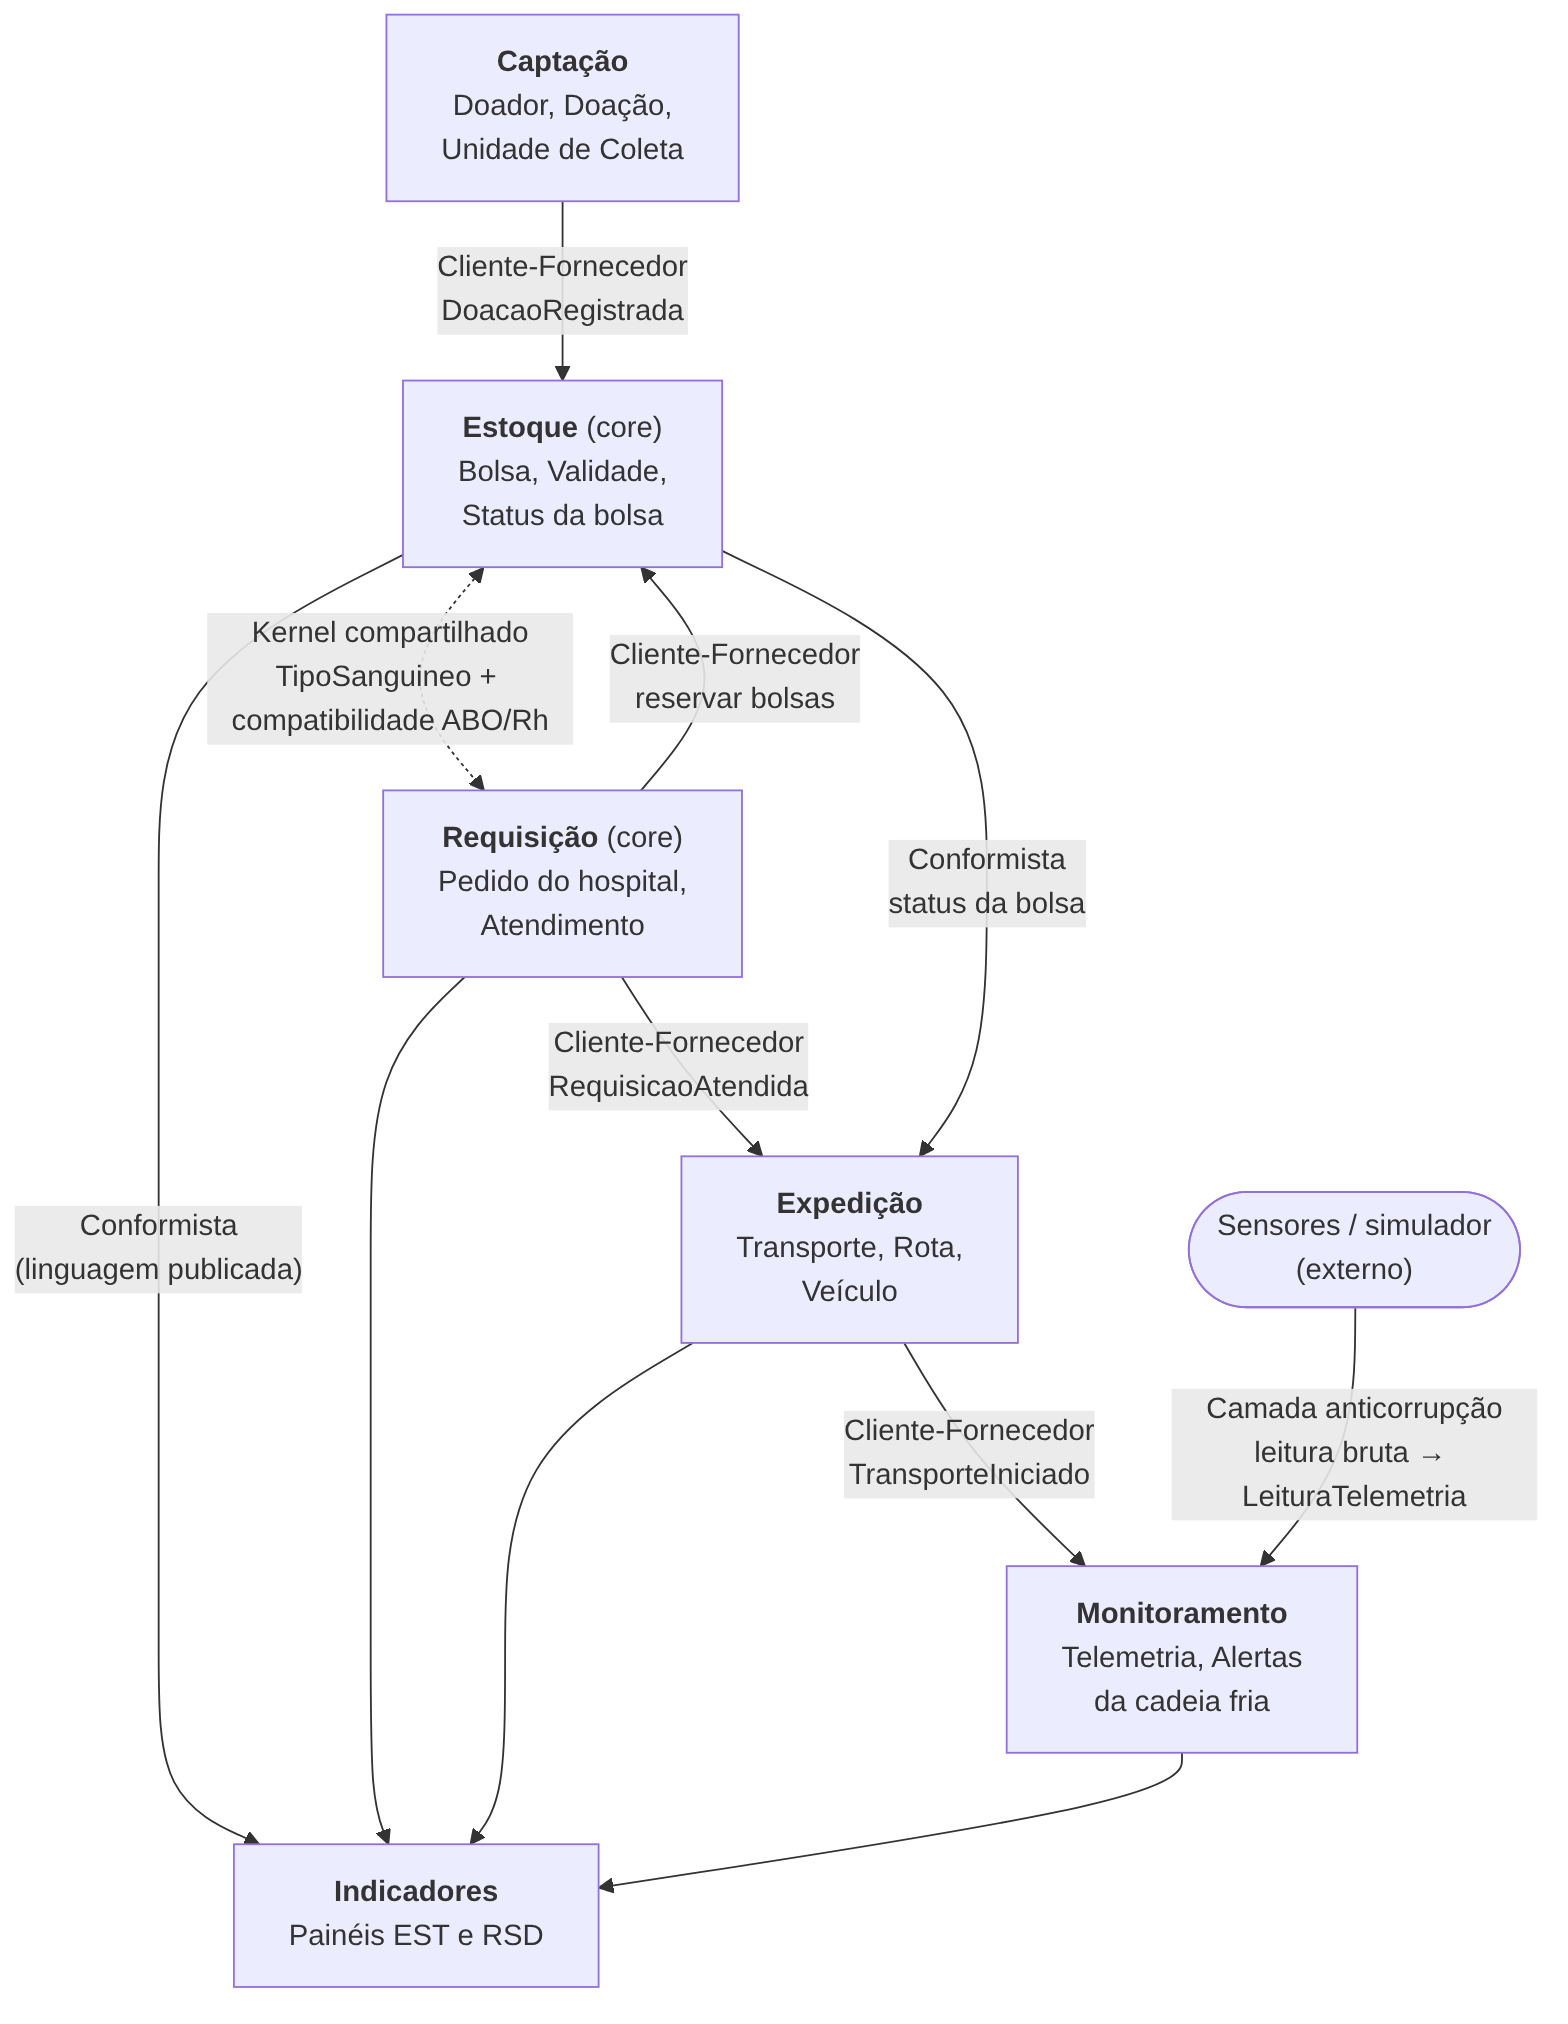 Captação
Doador, Doação,
Unidade de Coleta
Cliente-Fornecedor
DoacaoRegistrada
Estoque (core)
Bolsa, Validade,
Status da bolsa
Kernel compartilhado
TipoSanguineo +
compatibilidade ABO/Rh
Cliente-Fornecedor
reservar bolsas
Requisição (core)
Pedido do hospital,
Atendimento
Conformista
status da bolsa
Cliente-Fornecedor
RequisicaoAtendida
Conformista
(linguagem publicada)
Expedição
Transporte, Rota,
Veículo
Sensores / simulador
(externo)
Cliente-Fornecedor
TransporteIniciado
Camada anticorrupção
leitura bruta →
LeituraTelemetria
Monitoramento
Telemetria, Alertas
da cadeia fria
Indicadores
Painéis EST e RSD